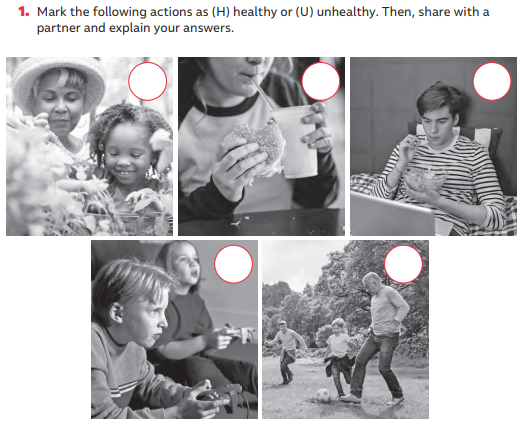 1. Mark the following actions as (H) healthy or (U) unhealthy. Then, share with a
partner and explain your answers.